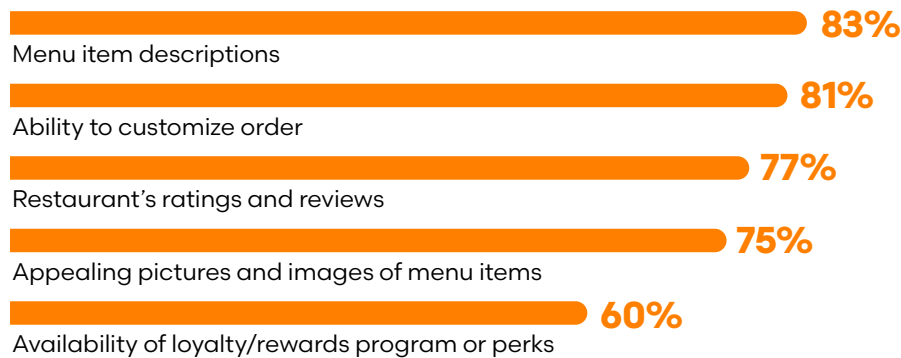 83%
Menu item descriptions
81%
Ability to customize order
77%
Restaurant’s ratings and reviews
75%
Appealing pictures and images of menu items
60%
Availability of loyalty/rewards program or perks